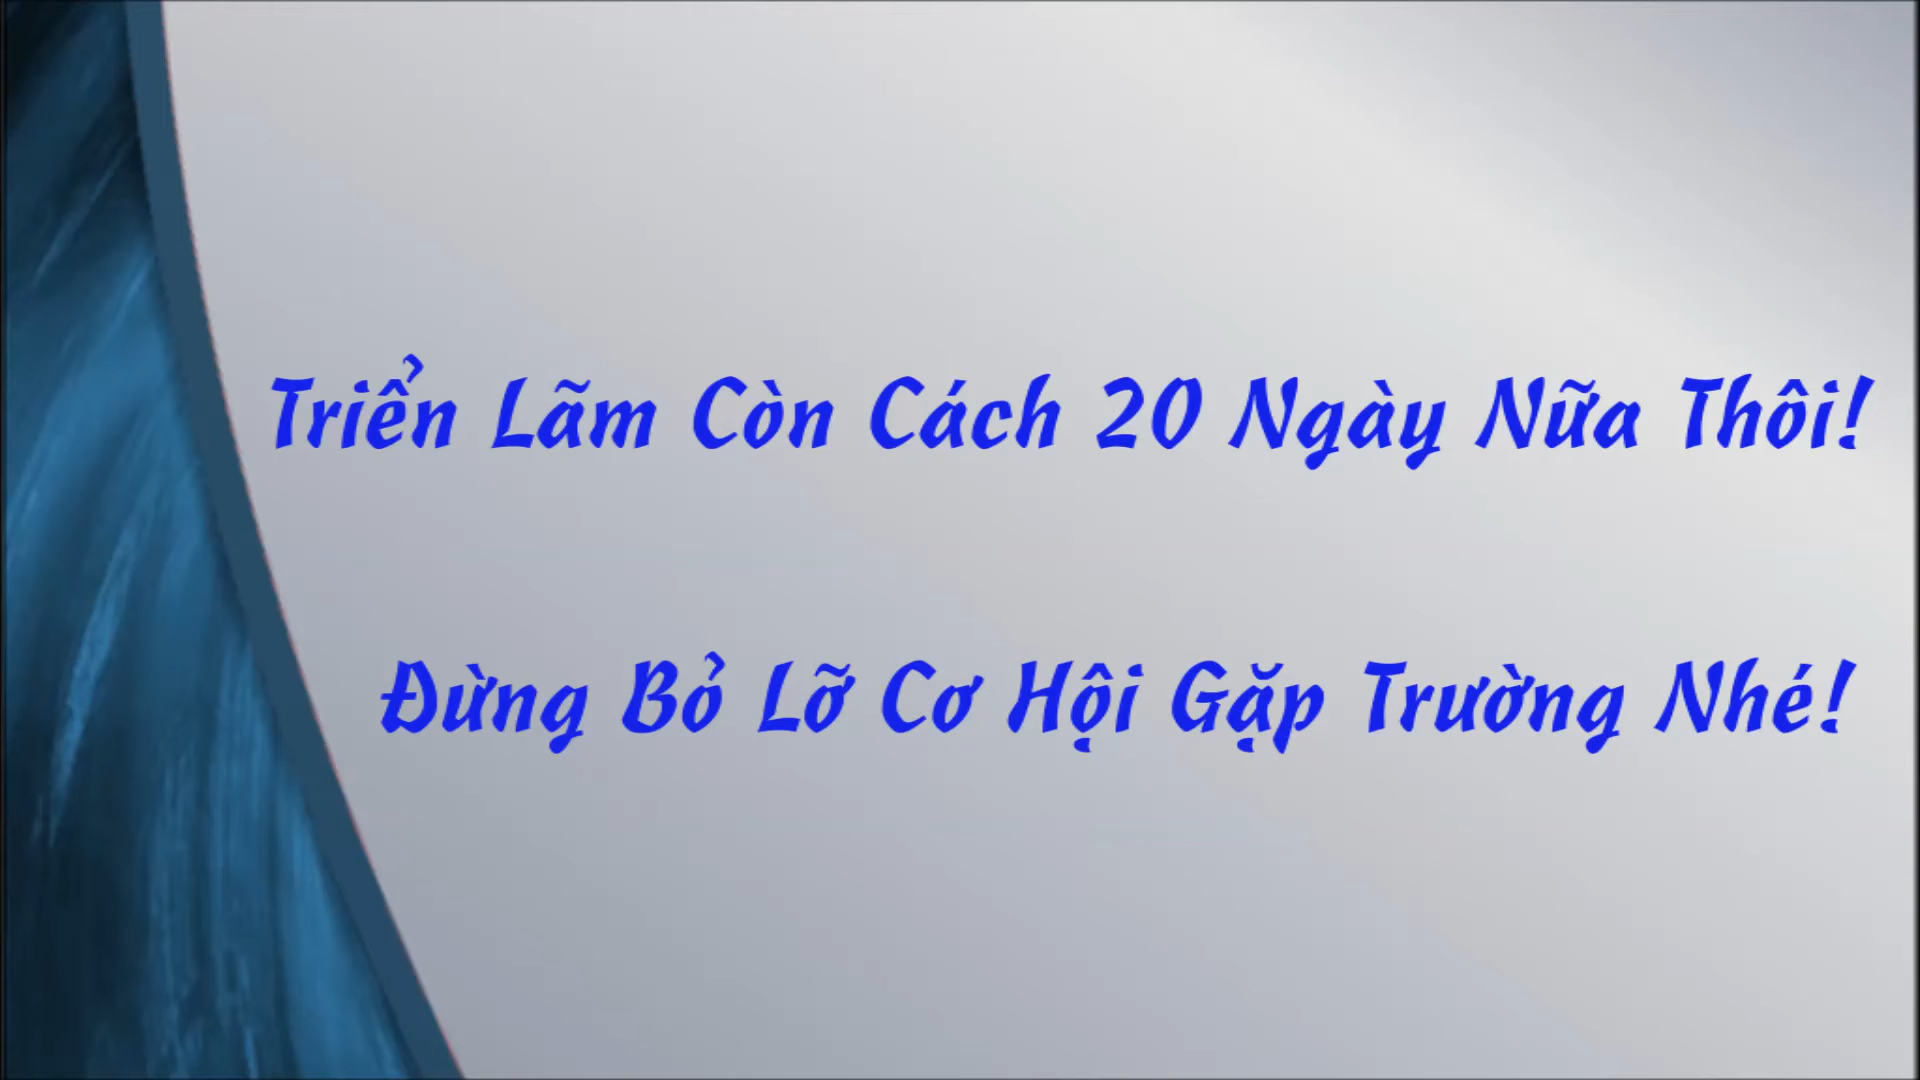 Triển Lãm Còn Cách 20 Ngày Nữa Thôi!
Đừng Bỏ Lỡ Cơ Hội Gặp Trường Nhé!